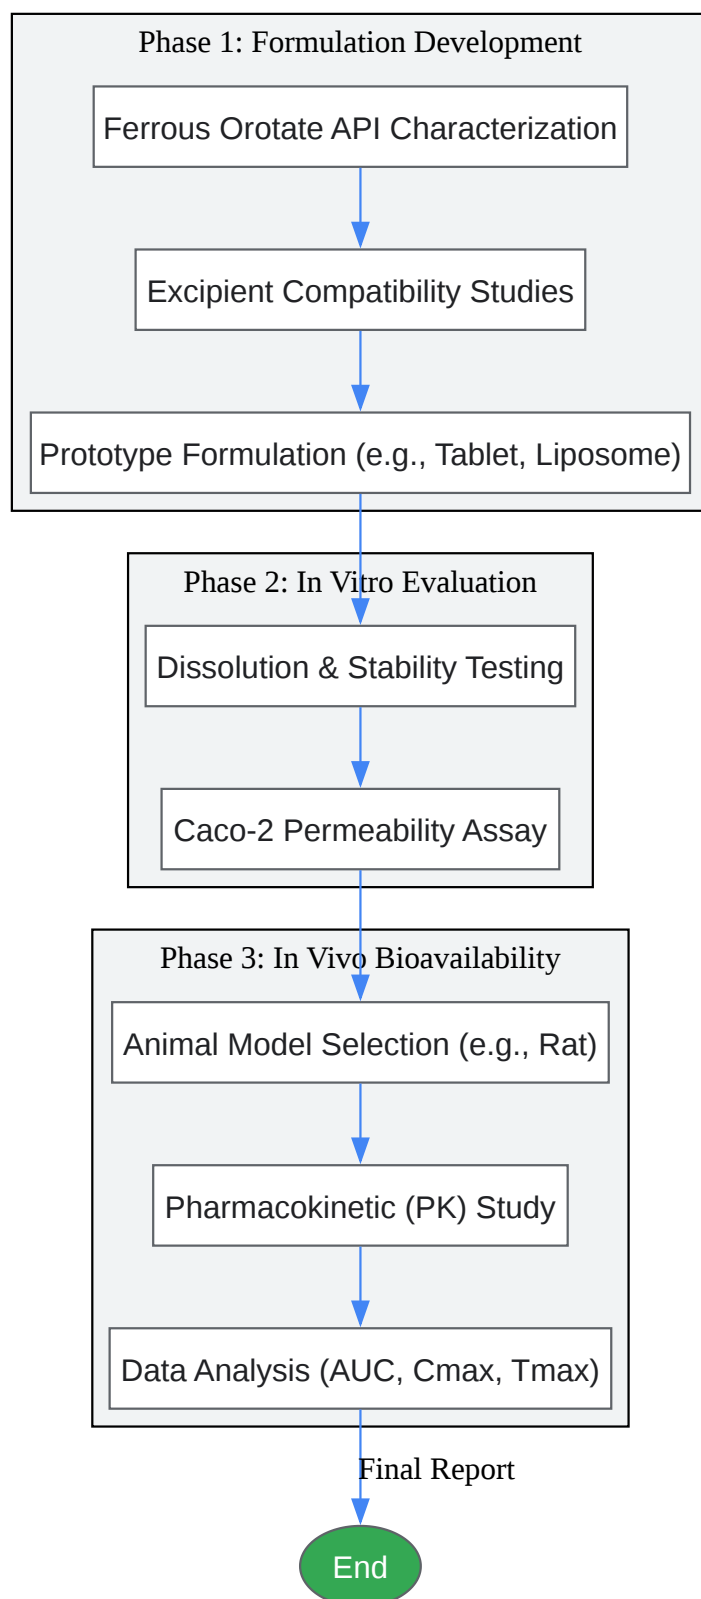 Phase 1: Formulation Development
Ferrous Orotate API Characterization
Excipient Compatibility Studies
Prototype Formulation (e.g., Tablet, Liposome)
Phase 2: In Vitro Evaluation
Dissolution & Stability Testing
Caco-2 Permeability Assay
Phase 3: In Vivo Bioavailability
Animal Model Selection (e.g., Rat)
Pharmacokinetic (PK) Study
Data Analysis (AUC, Cmax, Tmax)
Final Report
End